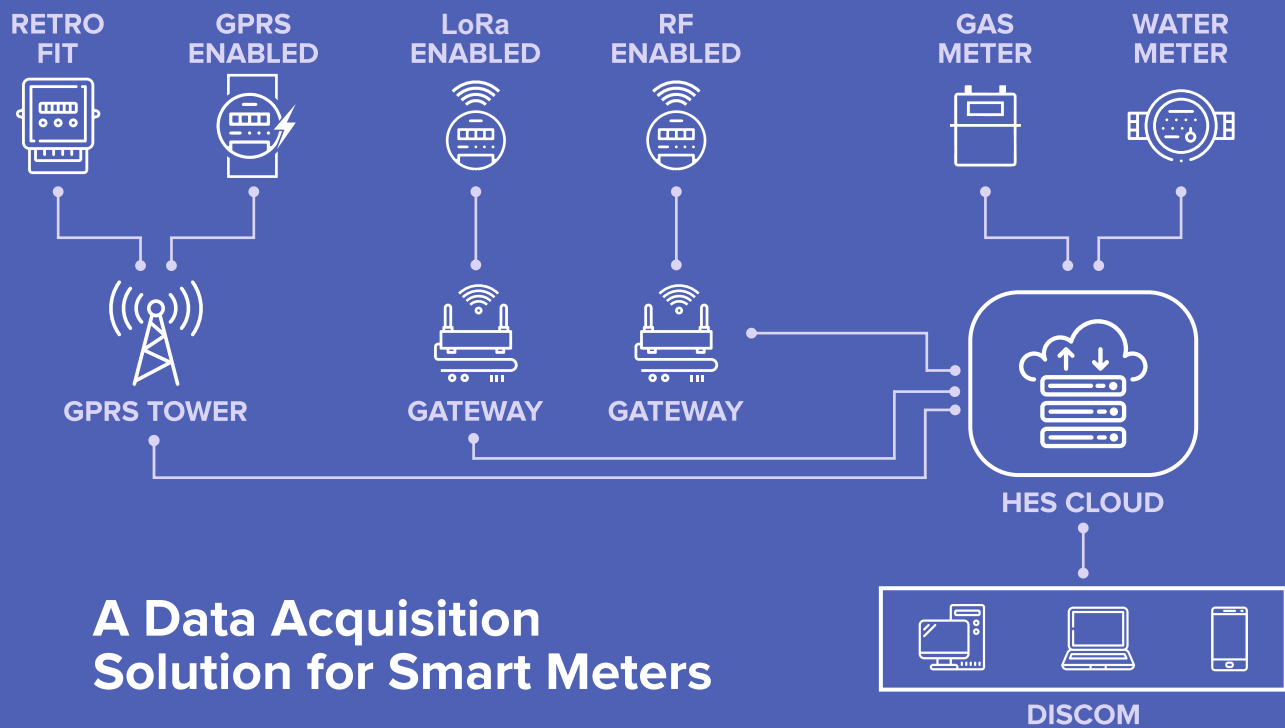 RETRO
FIT
GPRS
ENABLED
LoRa
ENABLED
RF
ENABLED
GAS
METER
WATER
METER
GPRS TOWER
GATEWAY
GATEWAY
HES CLOUD
A Data Acquisition
Solution for Smart Meters
DISCOM